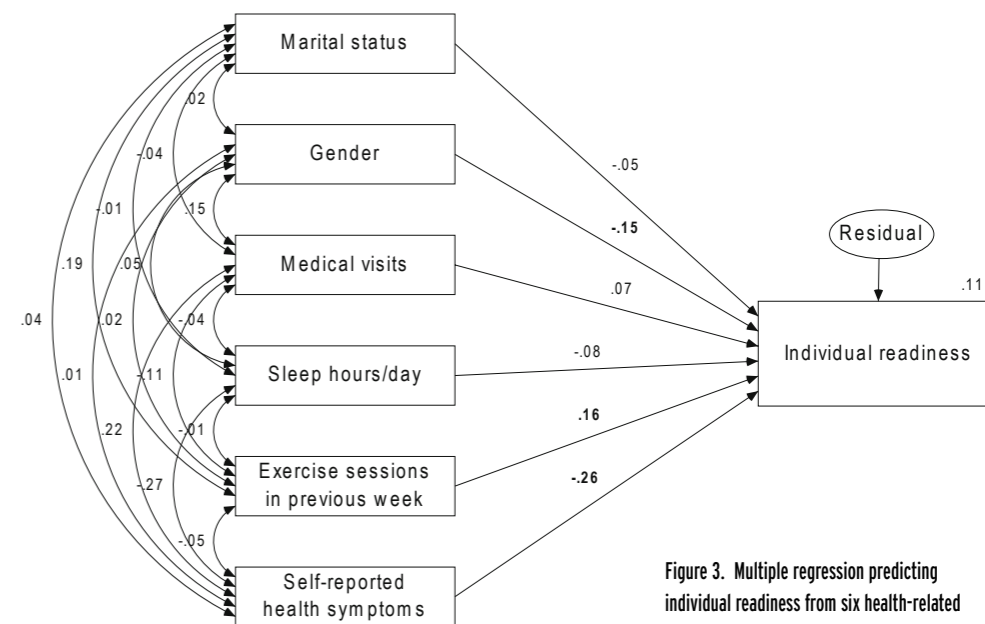 Marital status
.02
-.04
Gender
-.05
-.01
.15
-.15
Residual
.19
.05
Medical visits
.07
.11
.04
.02
-.04
Individual readiness
.01
-.11
Sleep hours/day
-.08
.22
-.01
.16
-.27
Exercise sessions
in previous week
-.26
-.05
Self-reported
health symptoms
Figure 3. Multiple regression predicting
individual readiness from six health-related